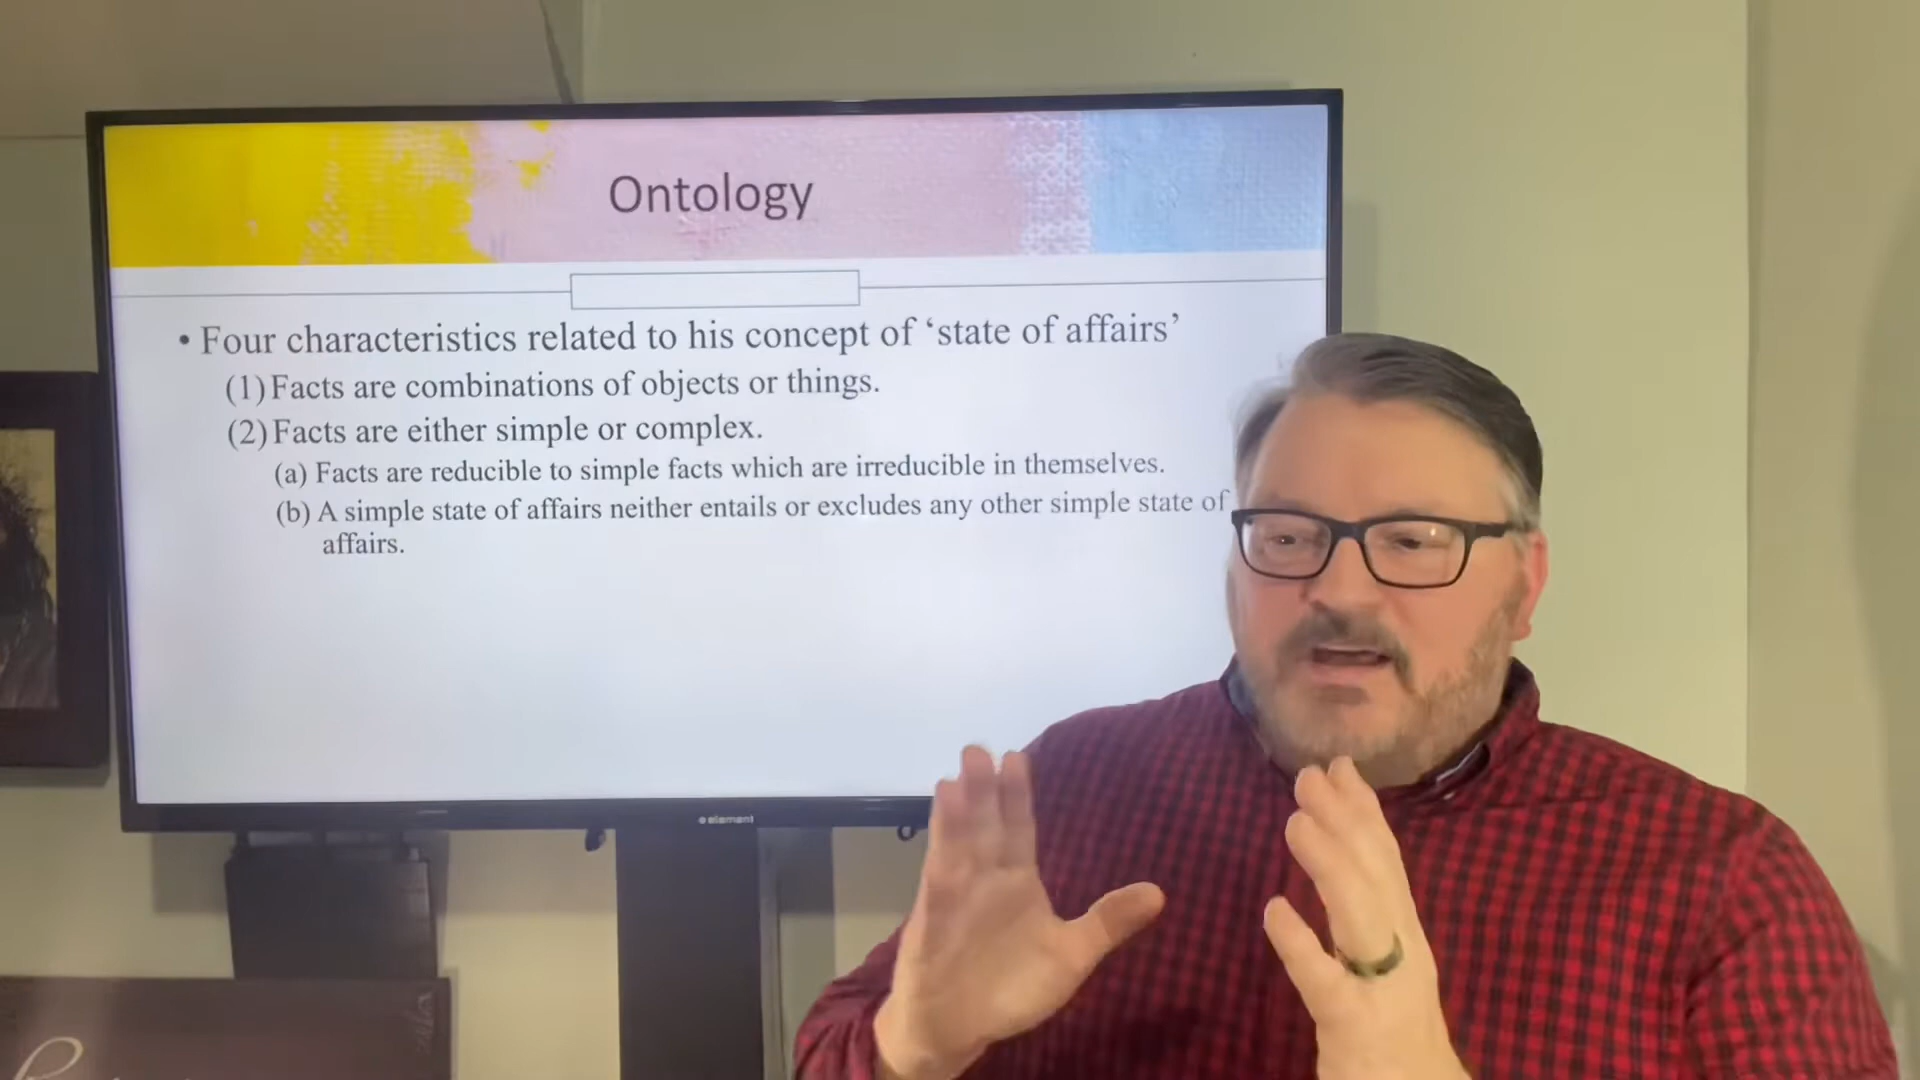 Ontology
• Four characteristics related to his concept of ‘state of affairs’
(1) Facts are combinations of objects or things.
(2) Facts are either simple or complex.
(a) Facts are reducible to simple facts which are irreducible in themselves.
(b) A simple state of affairs neither entails or excludes any other simple state of
affairs.
element